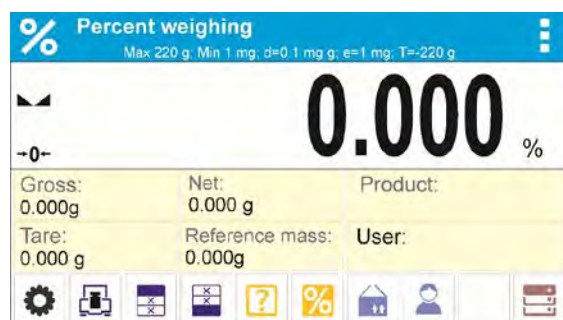 % Percent weighing
Max 220 g; Min 1 mg; d=0.1 mg g; e=1 mg; T=-220 g
0.000 %
→0←
Gross: Net: Product:
0.000g 0.000 g
Tare: Reference mass: User:
0.000 g 0.000g
x x ? %
x x